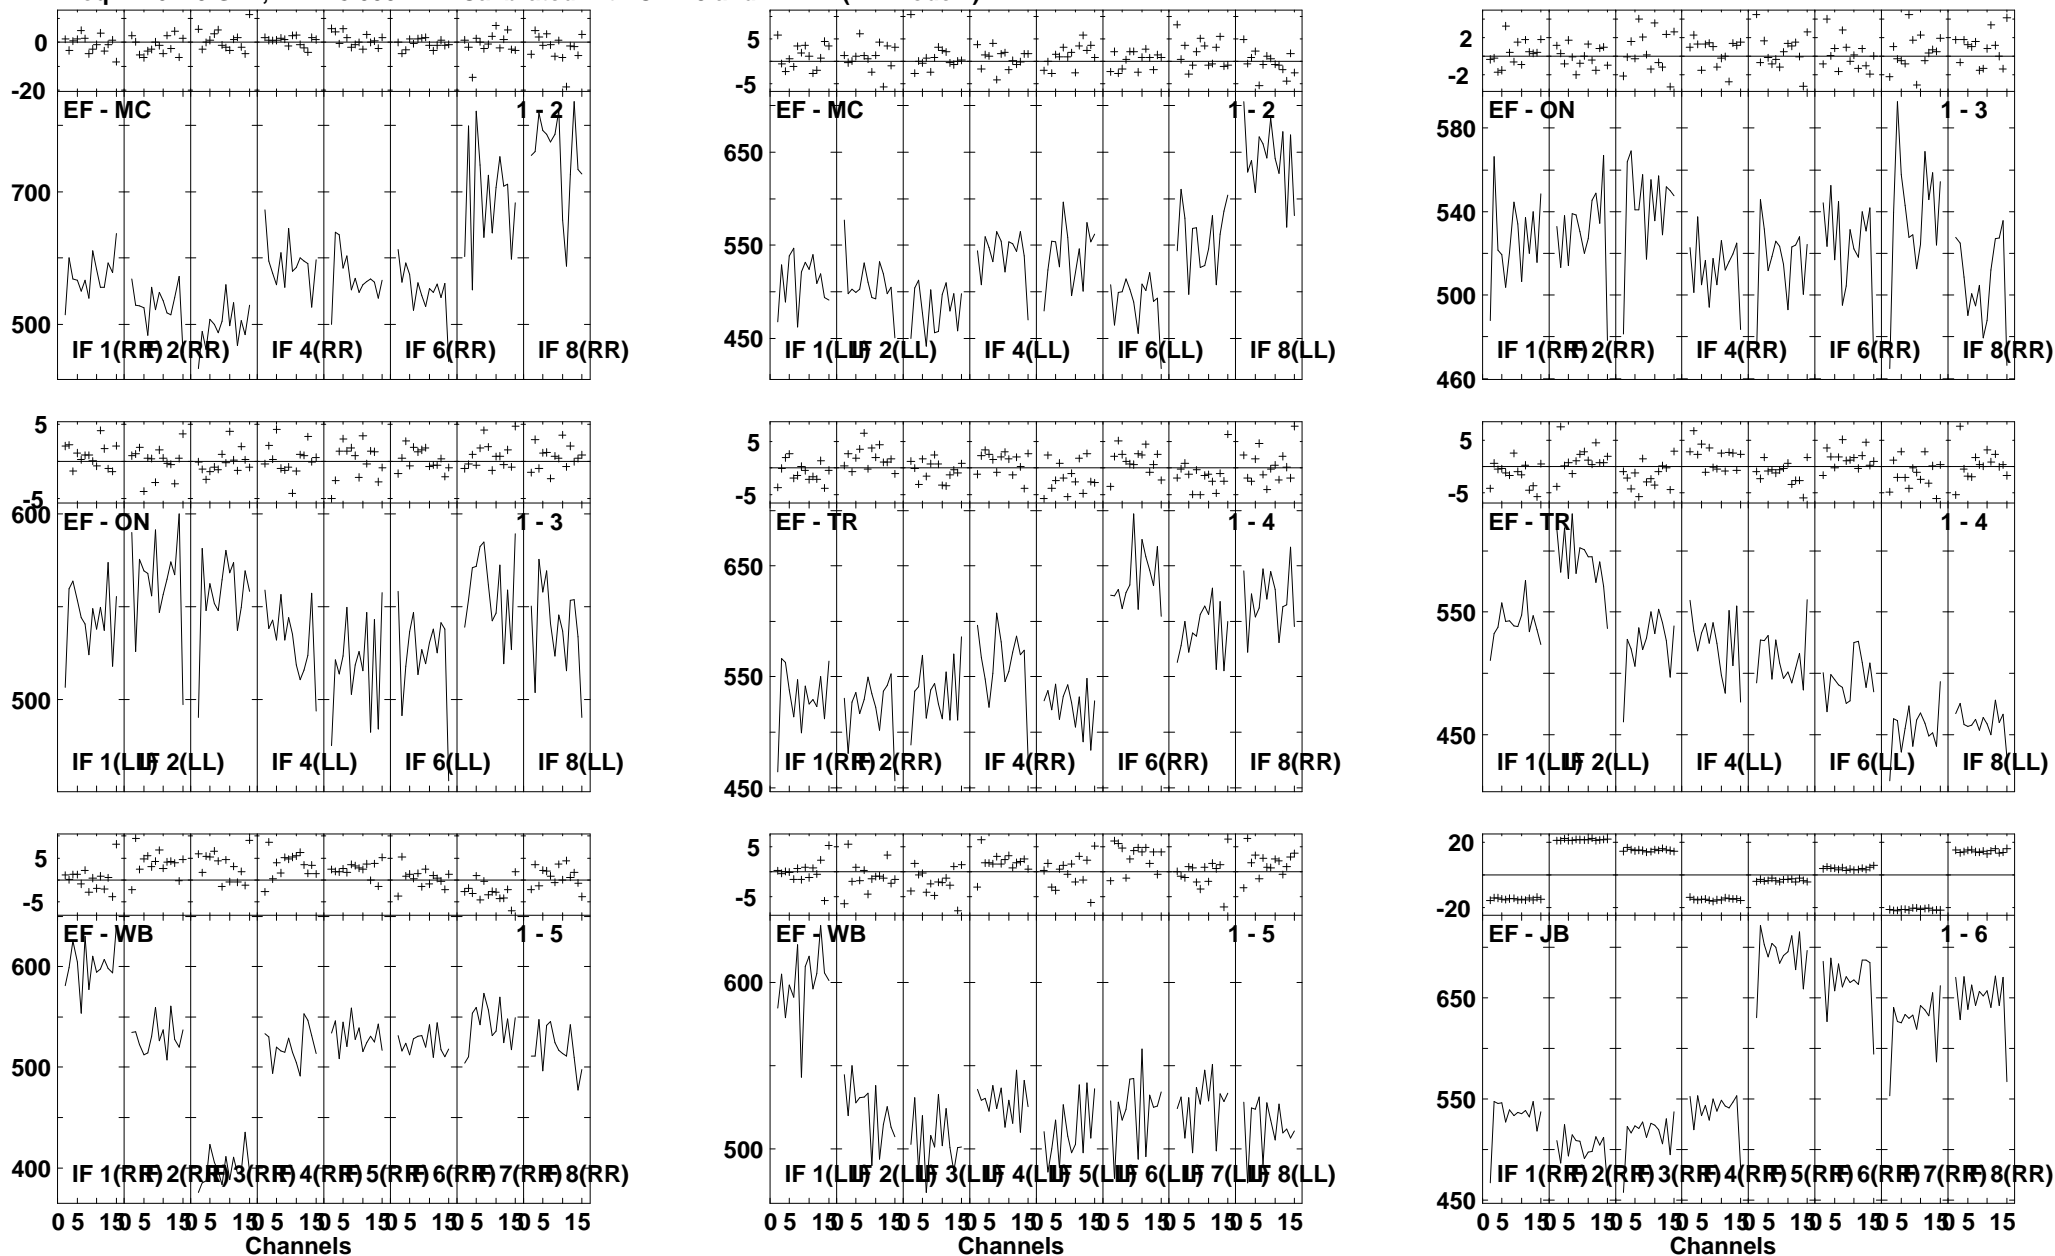 0
-20
EF - MC 1 - 2
700
500
IF 1(RR) IF 2(RR) IF 4(RR) IF 6(RR) IF 8(RR)
5
-5
EF - MC 1 - 2
650
550
450
IF 1(LL) IF 2(LL) IF 4(LL) IF 6(LL) IF 8(LL)
2
-2
EF - ON 1 - 3
580
540
500
460
IF 1(RR) IF 2(RR) IF 4(RR) IF 6(RR) IF 8(RR)
5
-5
600
EF - ON 1 - 3
500
IF 1(LL) IF 2(LL) IF 4(LL) IF 6(LL) IF 8(LL)
5
-5
EF - TR 1 - 4
650
550
450
IF 1(RR) IF 2(RR) IF 4(RR) IF 6(RR) IF 8(RR)
5
-5
EF - TR 1 - 4
550
450
IF 1(LL) IF 2(LL) IF 4(LL) IF 6(LL) IF 8(LL)
5
-5
EF - WB 1 - 5
600
500
400
IF 1(RR) IF 2(RR) IF 3(RR) IF 4(RR) IF 5(RR) IF 6(RR) IF 7(RR) IF 8(RR)
0 5 15 0 5 15 0 5 15 0 5 15 0 5 15 0 5 15 0 5 15 0 5 15
Channels
5
-5
EF - WB 1 - 5
600
500
IF 1(LL) IF 2(LL) IF 3(LL) IF 4(LL) IF 5(LL) IF 6(LL) IF 7(LL) IF 8(LL)
0 5 15 0 5 15 0 5 15 0 5 15 0 5 15 0 5 15 0 5 15 0 5 15
Channels
20
-20
EF - JB 1 - 6
650
550
450
IF 1(RR) IF 2(RR) IF 3(RR) IF 4(RR) IF 5(RR) IF 6(RR) IF 7(RR) IF 8(RR)
0 5 15 0 5 15 0 5 15 0 5 15 0 5 15 0 5 15 0 5 15 0 5 15
Channels